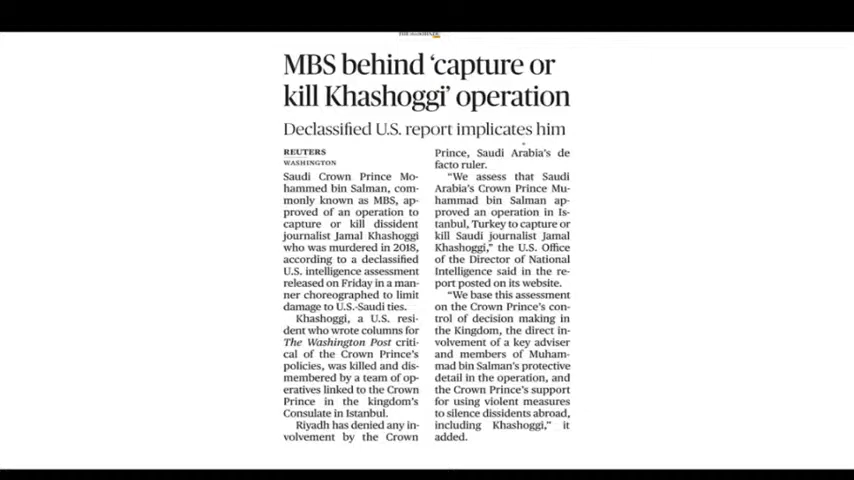 MBS behind ‘capture or
kill Khashoggi’ operation
Declassified U.S. report implicates him
REUTERS
WASHINGTON
Saudi Crown Prince Mo-
hammed bin Salman, com-
monly known as MBS, ap-
proved of an operation to
capture or kill dissident
journalist Jamal Khashoggi
who was murdered in 2018,
according to a declassified
U.S. intelligence assessment
released on Friday in a man-
ner choreographed to limit
damage to U.S.-Saudi ties.
Khashoggi, a U.S. resi-
dent who wrote columns for
The Washington Post criti-
cal of the Crown Prince’s
policies, was killed and dis-
membered by a team of op-
eratives linked to the Crown
Prince in the kingdom’s
Consulate in Istanbul.
Riyadh has denied any in-
volvement by the Crown
Prince, Saudi Arabia’s de
facto ruler.
“We assess that Saudi
Arabia’s Crown Prince Mu-
hammad bin Salman ap-
proved an operation in Is-
tanbul, Turkey to capture or
kill Saudi journalist Jamal
Khashoggi,” the U.S. Office
of the Director of National
Intelligence said in the re-
port posted on its website.
“We base this assessment
on the Crown Prince’s con-
trol of decision making in
the Kingdom, the direct in-
volvement of a key adviser
and members of Muham-
mad bin Salman’s protective
detail in the operation, and
the Crown Prince’s support
for using violent measures
to silence dissidents abroad,
including Khashoggi,” it
added.